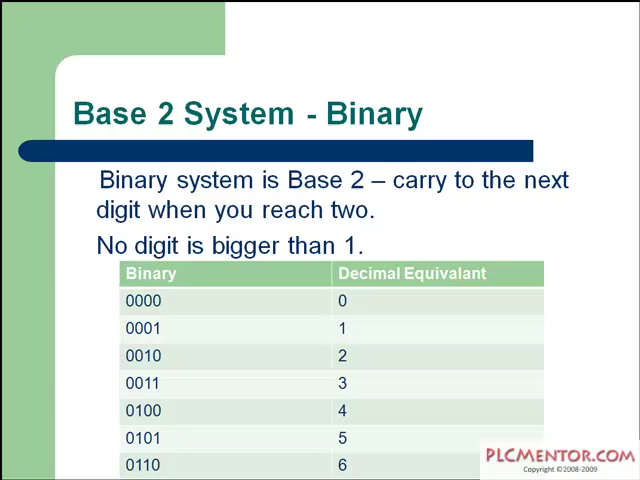 Base 2 System - Binary
Binary system is Base 2 – carry to the next
digit when you reach two.
No digit is bigger than 1.
Binary Decimal Equivalant
0000 0
0001 1
0010 2
0011 3
0100 4
0101 5
0110 6
PLCMENTOR.COM
Copyright ©2008-2009